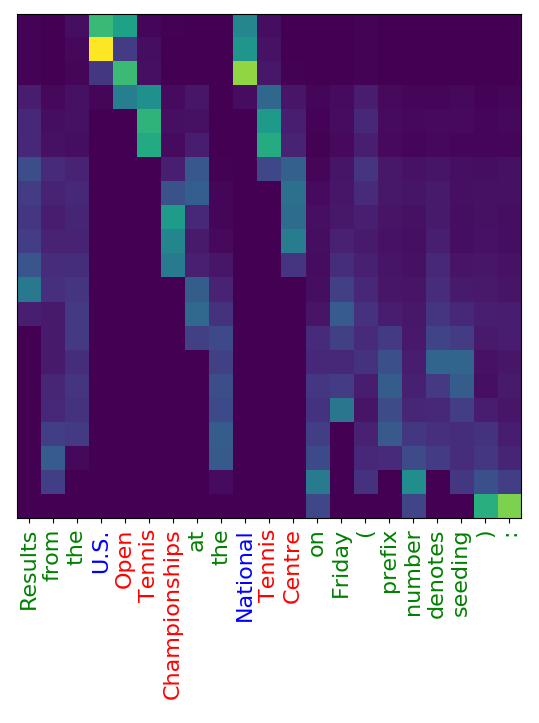 Results from the U.S. Open Tennis Championships at the National Tennis Centre on Friday ( prefix number denotes seeding ) :